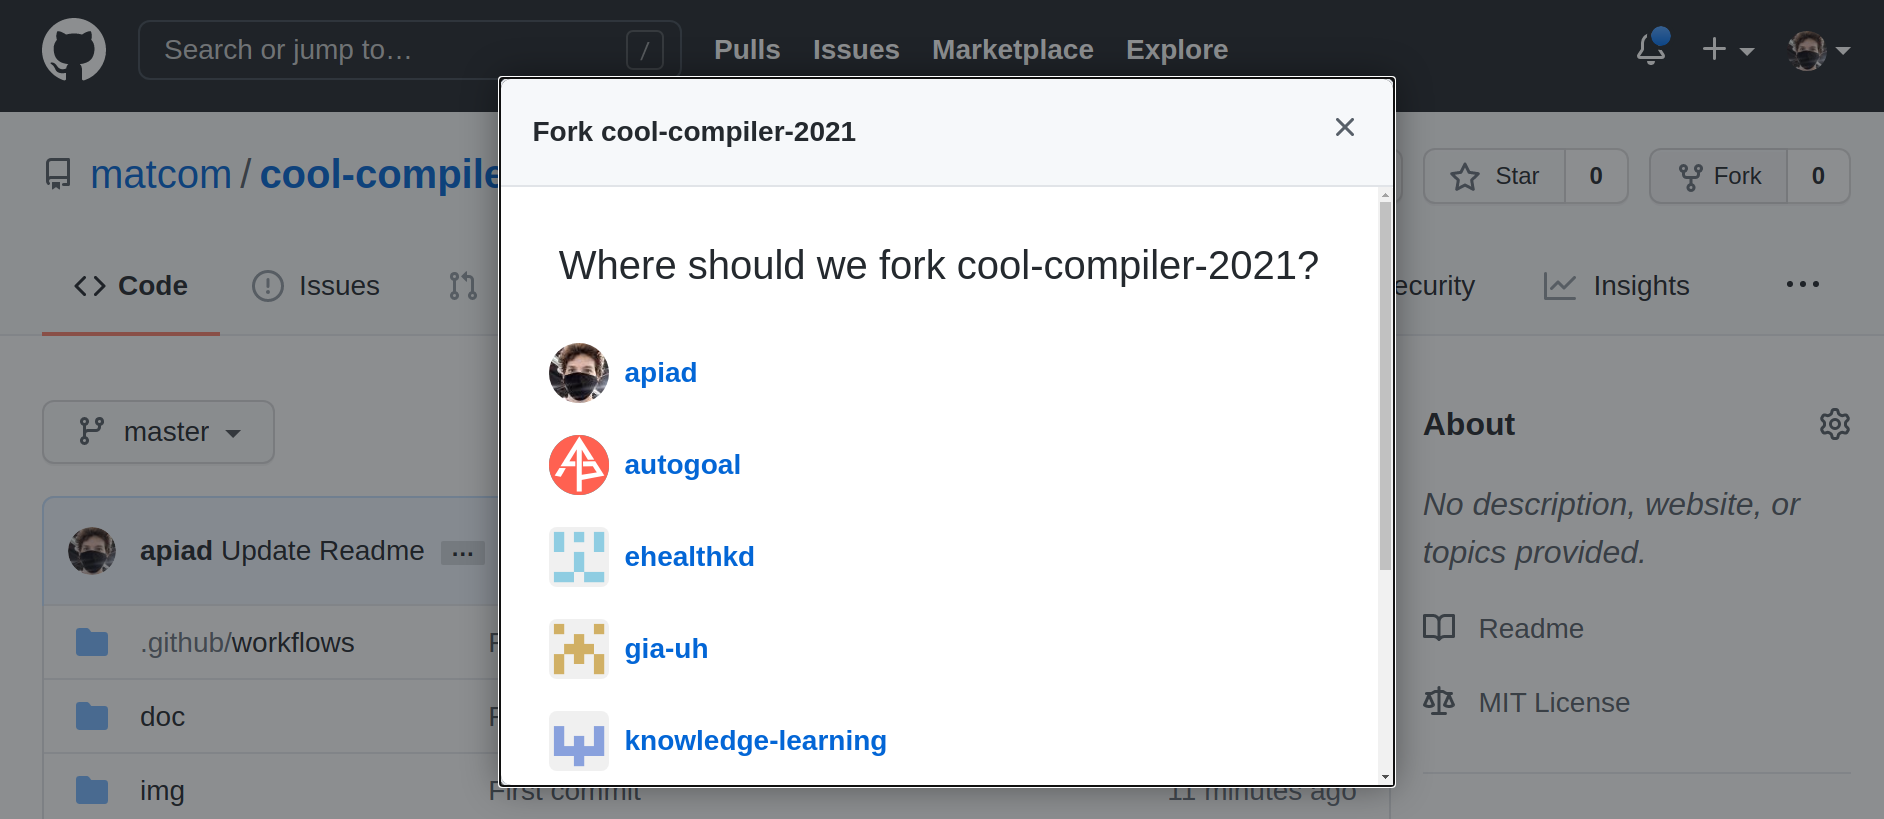 Search or jump to…
/
Pulls
Issues
Marketplace
Explore
Fork cool-compiler-2021
matcom / cool-compile
Star 0
Fork 0
Where should we fork cool-compiler-2021?
Code
Issues
ecurity
Insights
apiad
autogoal
ehealthkd
gia-uh
knowledge-learning
master
apiad Update Readme …
.github/workflows
doc
img
First commit
11 minutes ago
About
No description, website, or
topics provided.
Readme
MIT License